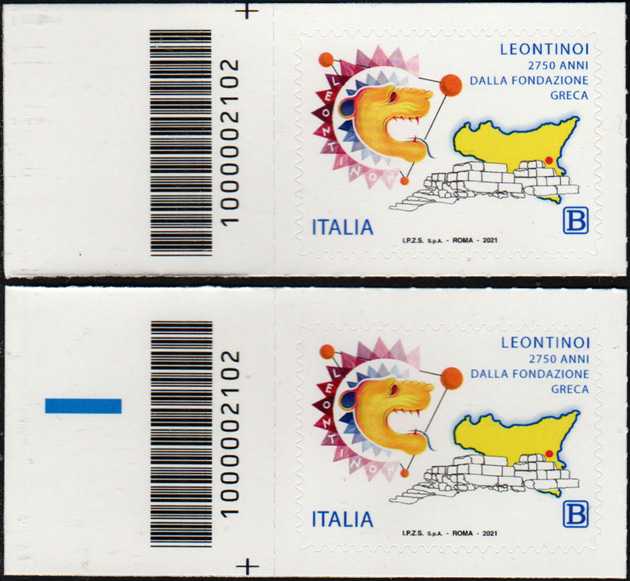 1000002102
LEONTINOI
LEONTINOI
2750 ANNI
DALLA FONDAZIONE
GRECA
ITALIA
B
I.P.Z.S. S.p.A. - ROMA - 2021
1000002102
LEONTINOI
LEONTINOI
2750 ANNI
DALLA FONDAZIONE
GRECA
ITALIA
B
I.P.Z.S. S.p.A. - ROMA - 2021